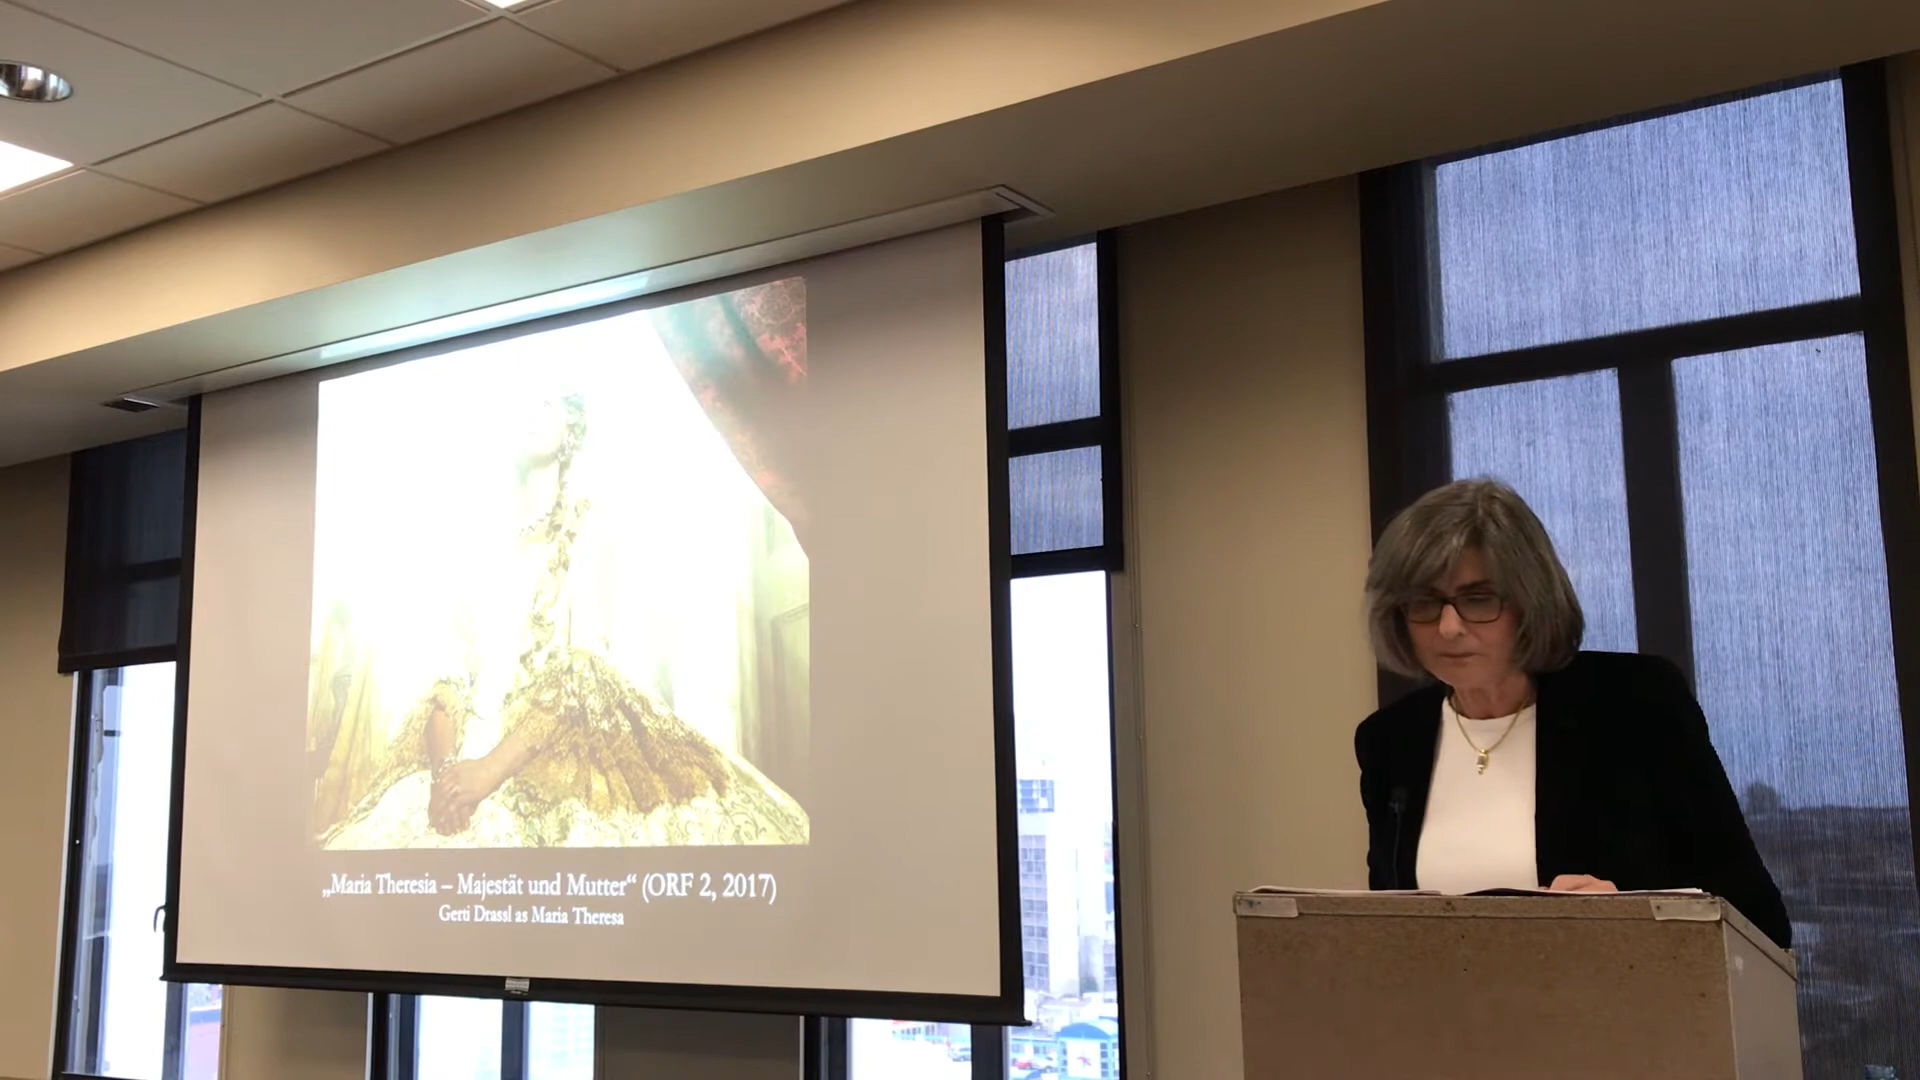 „Maria Theresia – Majestät und Mutter“ (ORF 2, 2017)
Gerti Drassl as Maria Theresa